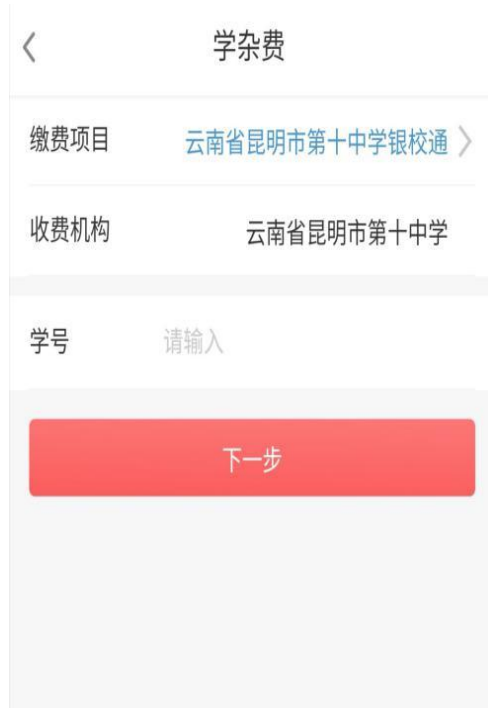 学杂费
缴费项目 云南省昆明市第十中学银校通
收费机构 云南省昆明市第十中学
学号 请输入
下一步